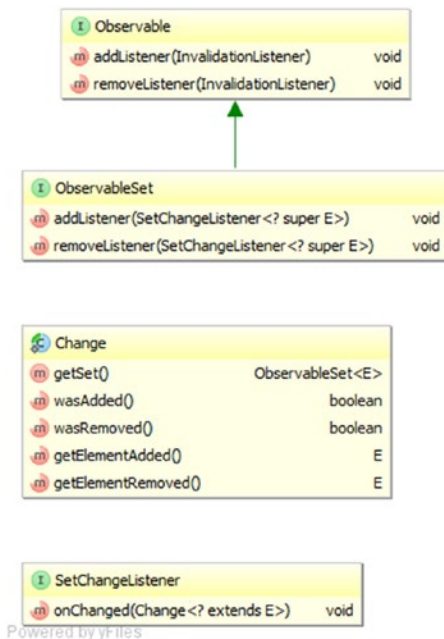 I Observable
m addListener(InvalidationListener) void
m removeListener(InvalidationListener) void
I ObservableSet
m addListener(SetChangeListener<? super E>) void
m removeListener(SetChangeListener<? super E>) void
C Change
m getSet() ObservableSet<E>
m wasAdded() boolean
m wasRemoved() boolean
m getElementAdded() E
m getElementRemoved() E
I SetChangeListener
m onChanged(Change<? extends E>) void
Powered by yFiles